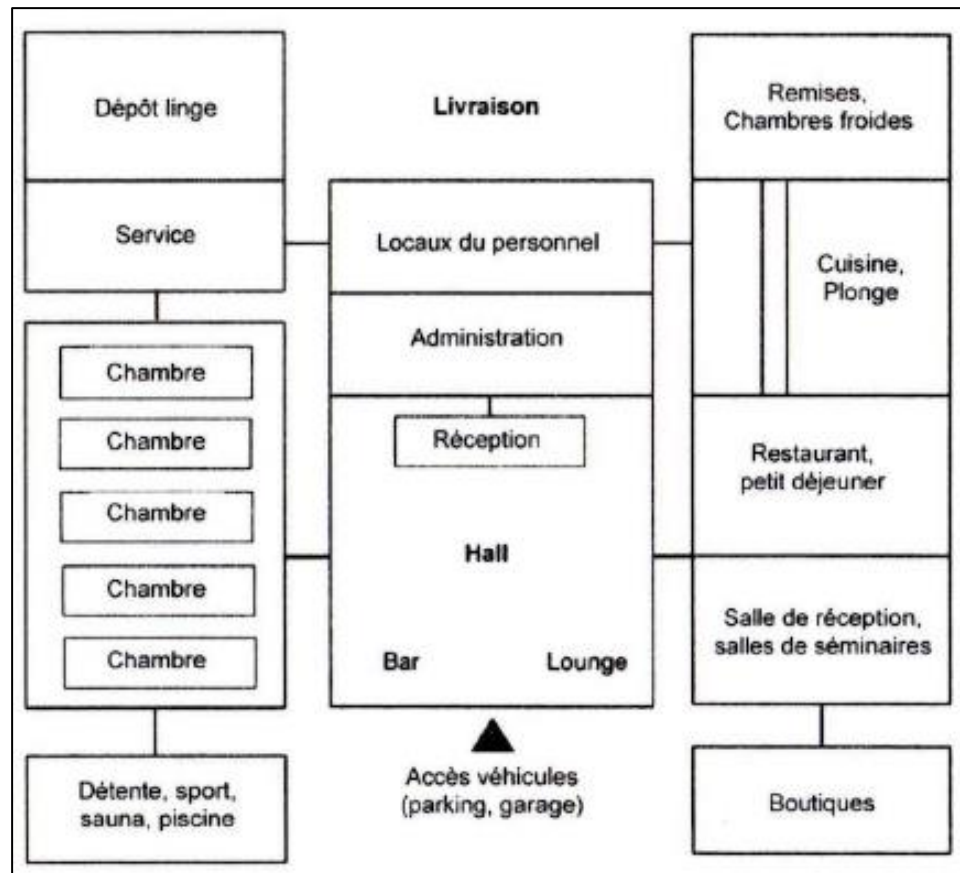 Dépôt linge
Livraison
Remises,
Chambres froides
Service
Locaux du personnel
Cuisine,
Plonge
Administration
Chambre
Chambre
Chambre
Chambre
Chambre
Réception
Hall
Bar
Lounge
Restaurant,
petit déjeuner
Salle de réception,
salles de séminaires
Détente, sport,
sauna, piscine
Accès véhicules
(parking, garage)
Boutiques